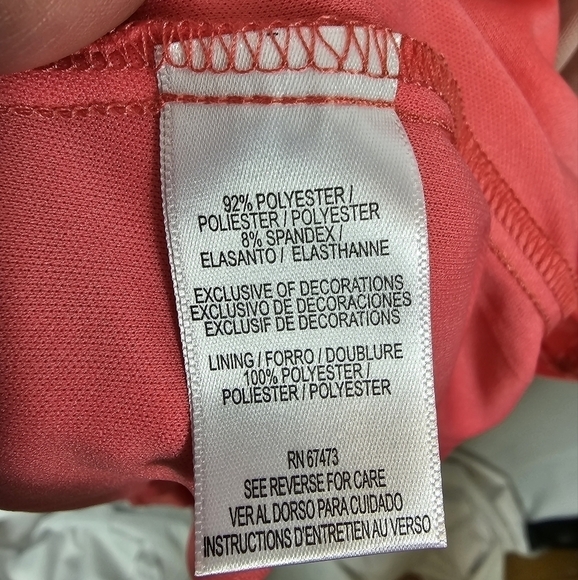 92% POLYESTER /
POLIESTER / POLYESTER
8% SPANDEX /
ELASANTO / ELASTHANNE
EXCLUSIVE OF DECORATIONS
EXCLUSIVO DE DECORACIONES
EXCLUSIF DE DECORATIONS
LINING / FORRO / DOUBLURE
100% POLYESTER /
POLIESTER / POLYESTER
RN 67473
SEE REVERSE FOR CARE
VER AL DORSO PARA CUIDADO
INSTRUCTIONS D'ENTRETIEN AU VERSO